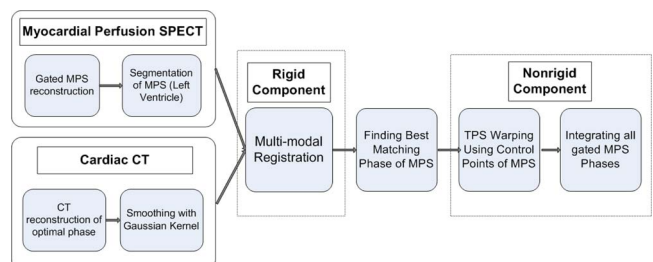 Myocardial Perfusion SPECT
Gated MPS
reconstruction
Segmentation
of MPS (Left
Ventricle)
Cardiac CT
CT
reconstruction of
optimal phase
Smoothing with
Gaussian Kernel
Rigid
Component
Multi-modal
Registration
Finding Best
Matching
Phase of MPS
Nonrigid
Component
TPS Warping
Using Control
Points of MPS
Integrating all
gated MPS
Phases